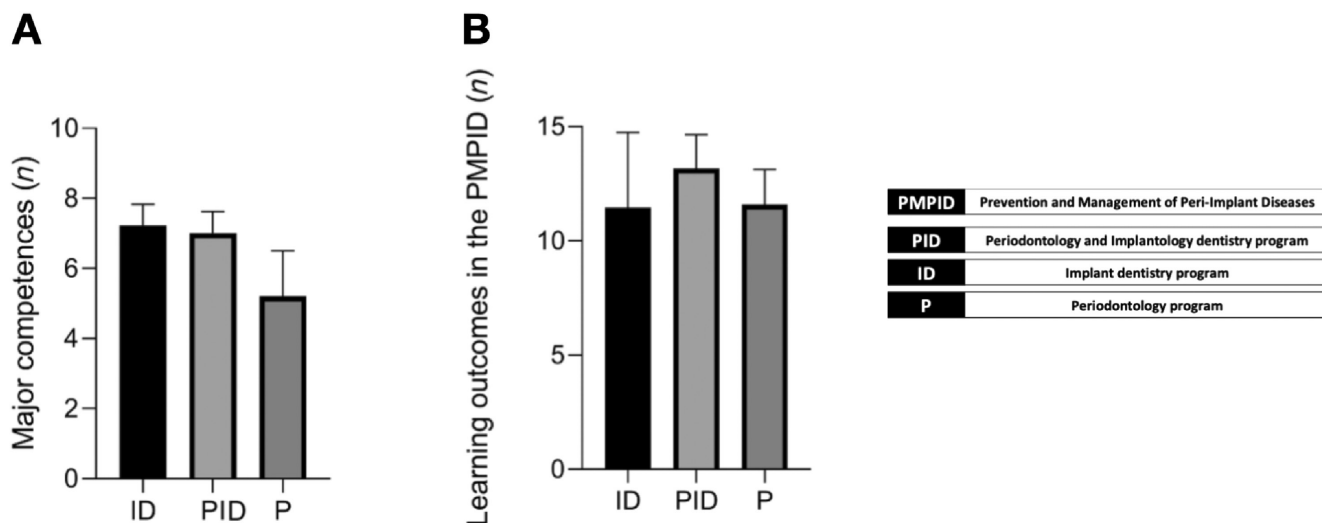 A
Major competences (n)
10
8
6
4
2
0
ID PID P
B
Learning outcomes in the PMPID (n)
15
10
5
0
ID PID P
PMPID Prevention and Management of Peri-Implant Diseases
PID Periodontology and Implantology dentistry program
ID Implant dentistry program
P Periodontology program